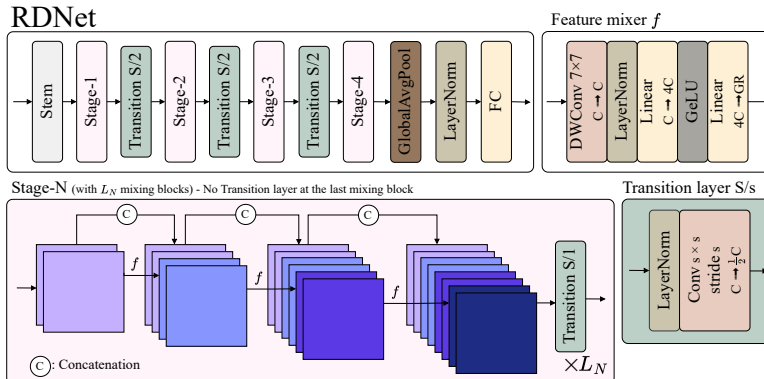 RDNet
Stem
Stage-1
Transition S/2
Stage-2
Transition S/2
Stage-3
Transition S/2
Stage-4
GlobalAvgPool
LayerNorm
FC
Feature mixer f
DWConv 7×7
C → C
LayerNorm
Linear
C → 4C
GeLU
Linear
4C→GR
Stage-N (with L_N mixing blocks) - No Transition layer at the last mixing block
C
C
C
f
f
f
Transition S/1
×L_N
C : Concatenation
Transition layer S/s
LayerNorm
Conv s × s
stride s
C → ½C